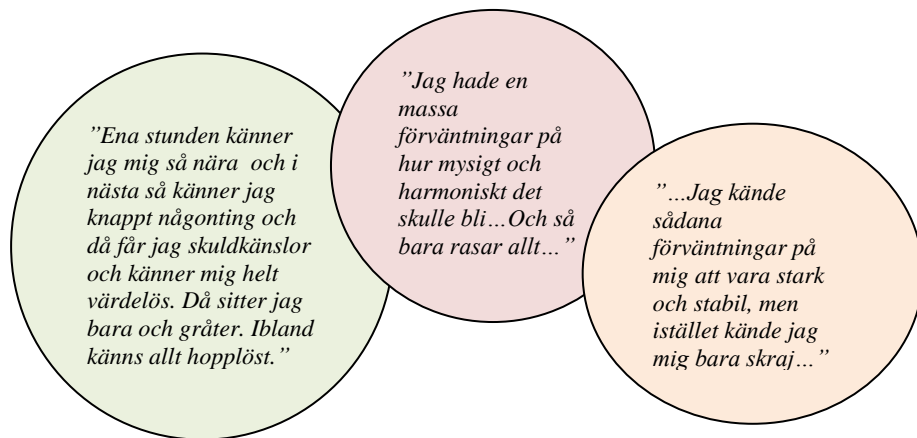 ”Ena stunden känner
jag mig så nära  och i
nästa så känner jag
knappt någonting och
då får jag skuldkänslor
och känner mig helt
värdelös. Då sitter jag
bara och gråter. Ibland
känns allt hopplöst.”
”Jag hade en
massa
förväntningar på
hur mysigt och
harmoniskt det
skulle bli…Och så
bara rasar allt…”
”…Jag kände
sådana
förväntningar på
mig att vara stark
och stabil, men
istället kände jag
mig bara skraj…”